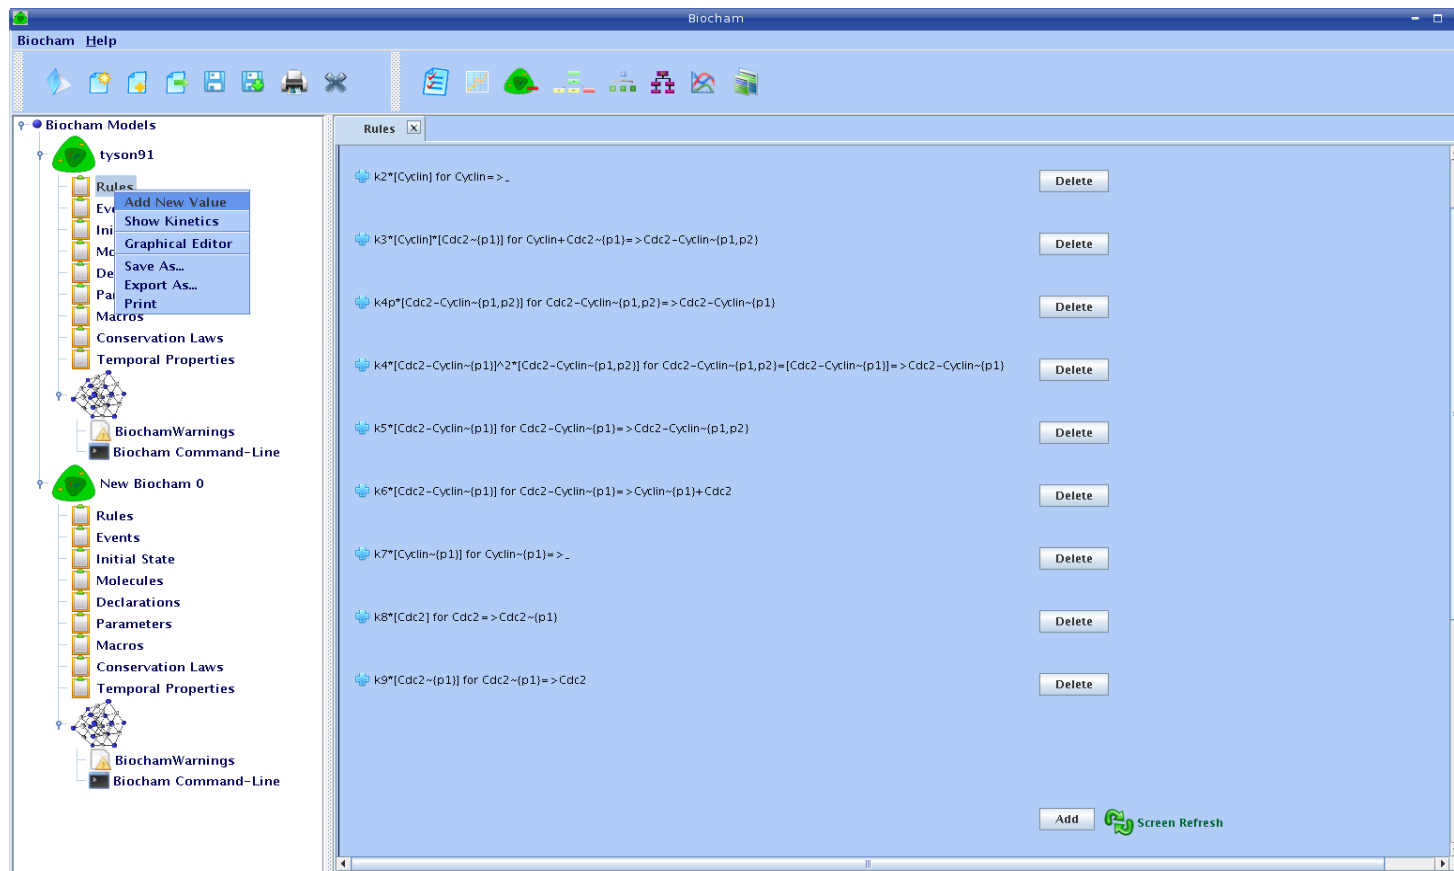 Biocham
Biocham Help
Biocham Models
tyson91
Rules
Add New Value
Show Kinetics
Graphical Editor
Save As...
Export As...
Print
Macros
Conservation Laws
Temporal Properties
BiochamWarnings
Biocham Command-Line
New Biocham 0
Rules
Events
Initial State
Molecules
Declarations
Parameters
Macros
Conservation Laws
Temporal Properties
BiochamWarnings
Biocham Command-Line
Rules
k2*[Cyclin] for Cyclin=>_ Delete
k3*[Cyclin]*[Cdc2~{p1}] for Cyclin+Cdc2~{p1}=>Cdc2-Cyclin~{p1,p2} Delete
k4p*[Cdc2-Cyclin~{p1,p2}] for Cdc2-Cyclin~{p1,p2}=>Cdc2-Cyclin~{p1} Delete
k4*[Cdc2-Cyclin~{p1}]^2*[Cdc2-Cyclin~{p1,p2}] for Cdc2-Cyclin~{p1,p2}=[Cdc2-Cyclin~{p1}]=>Cdc2-Cyclin~{p1} Delete
k5*[Cdc2-Cyclin~{p1}] for Cdc2-Cyclin~{p1}=>Cdc2-Cyclin~{p1,p2} Delete
k6*[Cdc2-Cyclin~{p1}] for Cdc2-Cyclin~{p1}=>Cyclin~{p1}+Cdc2 Delete
k7*[Cyclin~{p1}] for Cyclin~{p1}=>_ Delete
k8*[Cdc2] for Cdc2=>Cdc2~{p1} Delete
k9*[Cdc2~{p1}] for Cdc2~{p1}=>Cdc2 Delete
Add Screen Refresh